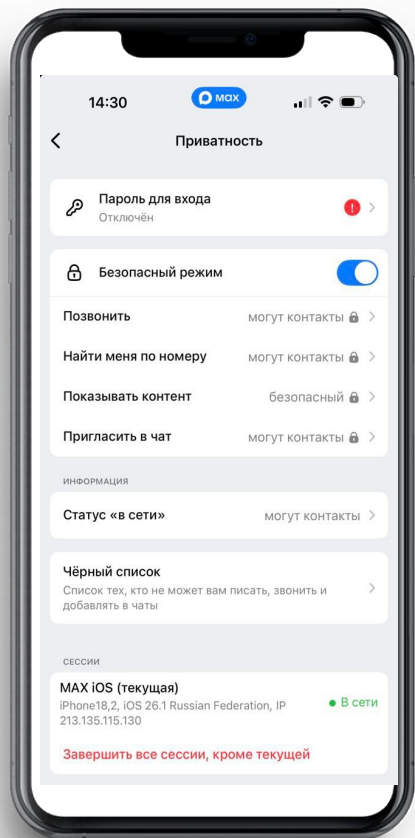 14:30
max
Приватность
Пароль для входа
Отключён
!
Безопасный режим
Позвонить могут контакты
Найти меня по номеру могут контакты
Показывать контент безопасный
Пригласить в чат могут контакты
ИНФОРМАЦИЯ
Статус «в сети» могут контакты
Чёрный список
Список тех, кто не может вам писать, звонить и
добавлять в чаты
СЕССИИ
MAX iOS (текущая)
iPhone18,2, iOS 26.1 Russian Federation, IP
213.135.115.130
В сети
Завершить все сессии, кроме текущей